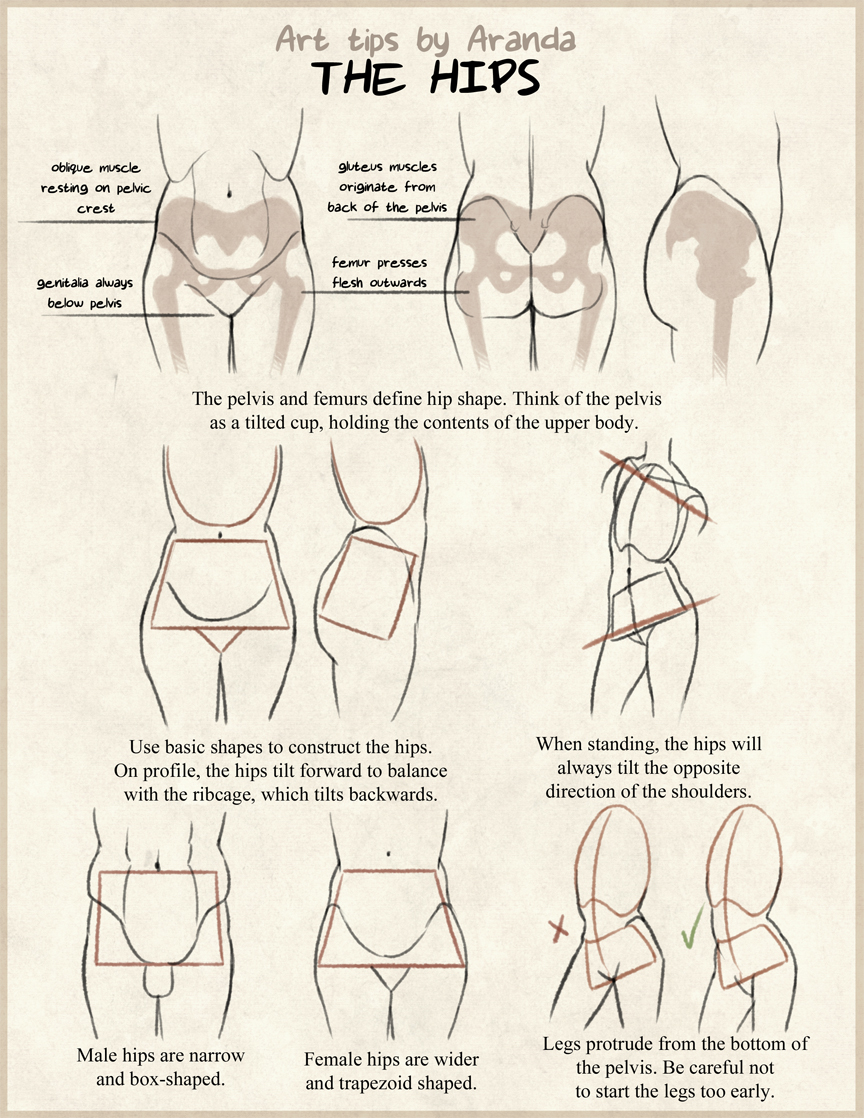 Art tips by Aranda
THE HIPS
oblique muscle
resting on pelvic
crest
genitalia always
below pelvis
gluteus muscles
originate from
back of the pelvis
femur presses
flesh outwards
The pelvis and femurs define hip shape. Think of the pelvis
as a tilted cup, holding the contents of the upper body.
Use basic shapes to construct the hips.
On profile, the hips tilt forward to balance
with the ribcage, which tilts backwards.
When standing, the hips will
always tilt the opposite
direction of the shoulders.
Male hips are narrow
and box-shaped.
Female hips are wider
and trapezoid shaped.
Legs protrude from the bottom of
the pelvis. Be careful not
to start the legs too early.